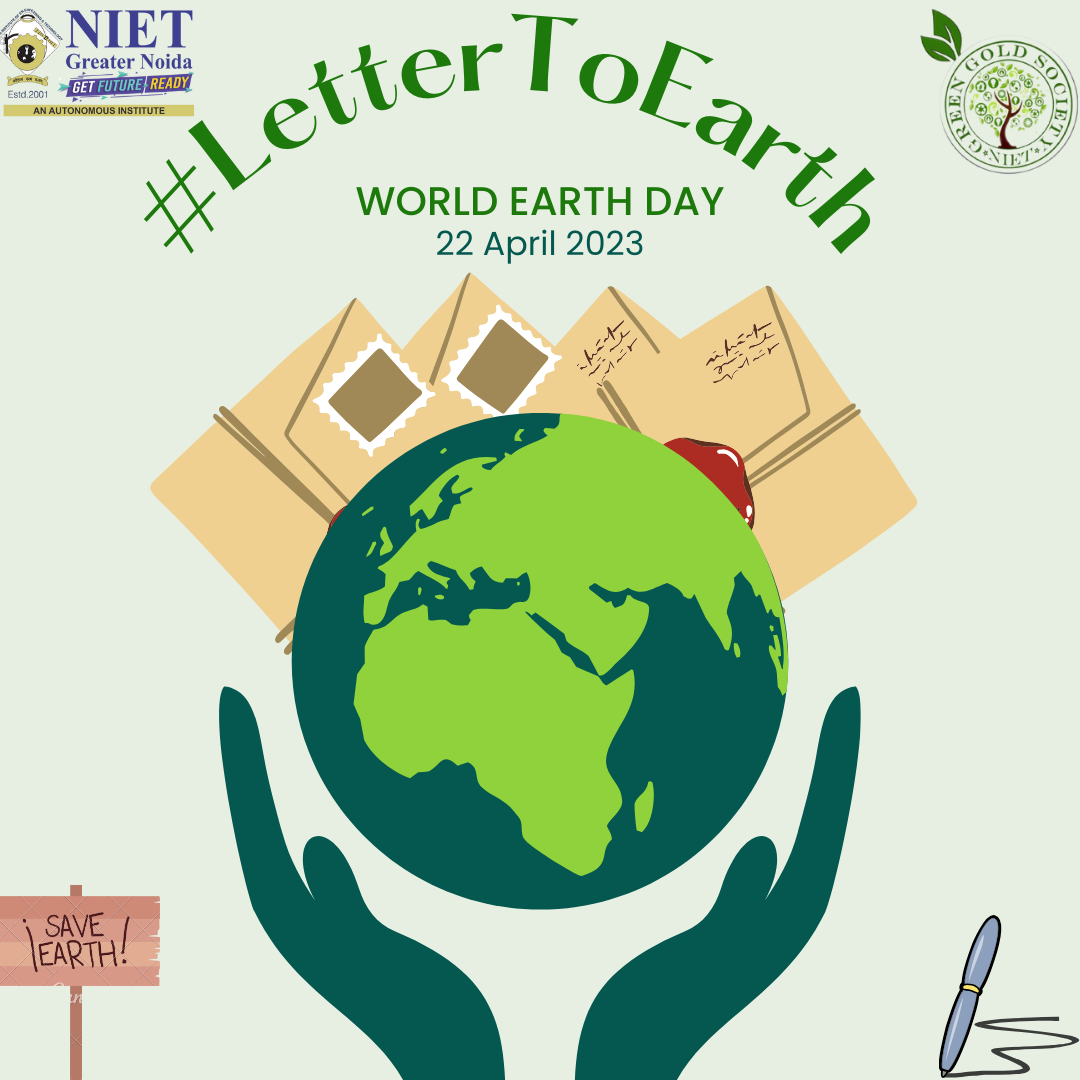 NIET
Greater Noida
GET FUTURE READY
Estd.2001
AN AUTONOMOUS INSTITUTE
#LetterToEarth
GREEN GOLD SOCIETY
NIET
WORLD EARTH DAY
22 April 2023
¡SAVE
EARTH!